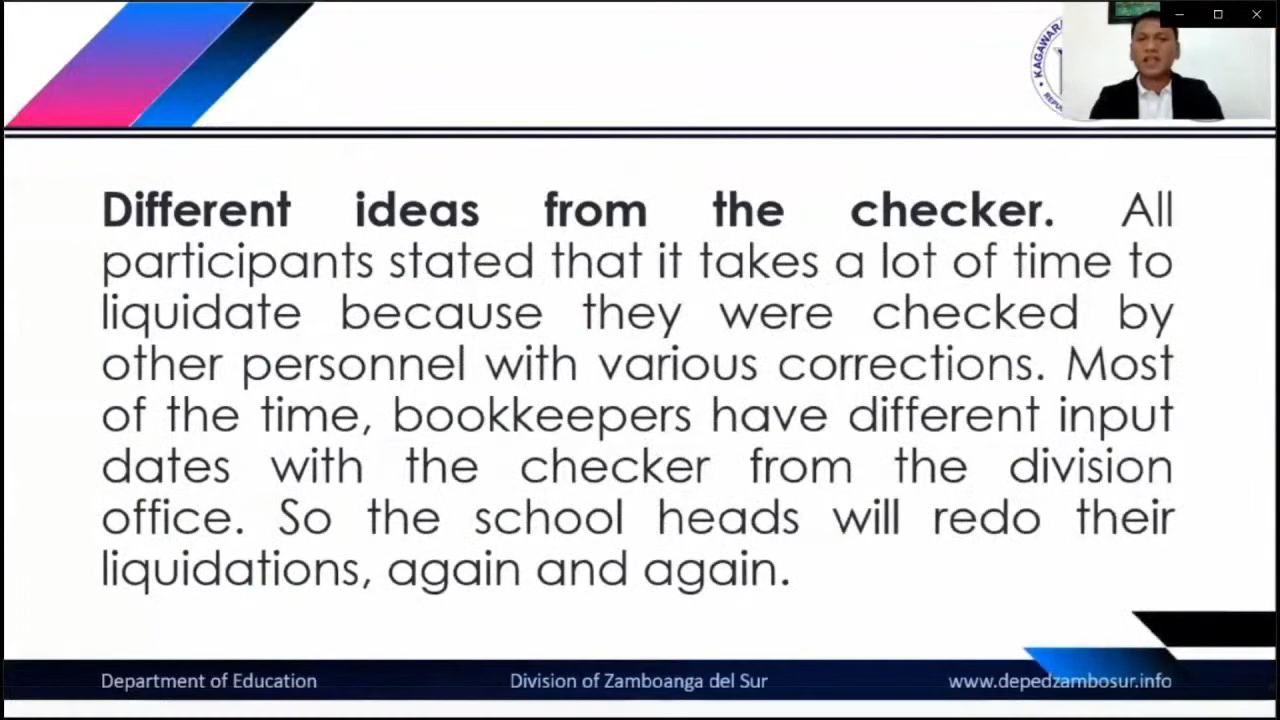 KAGAWARA
REPU
Different ideas from the checker. All
participants stated that it takes a lot of time to
liquidate because they were checked by
other personnel with various corrections. Most
of the time, bookkeepers have different input
dates with the checker from the division
office. So the school heads will redo their
liquidations, again and again.
Department of Education
Division of Zamboanga del Sur
www.depedzambosur.info